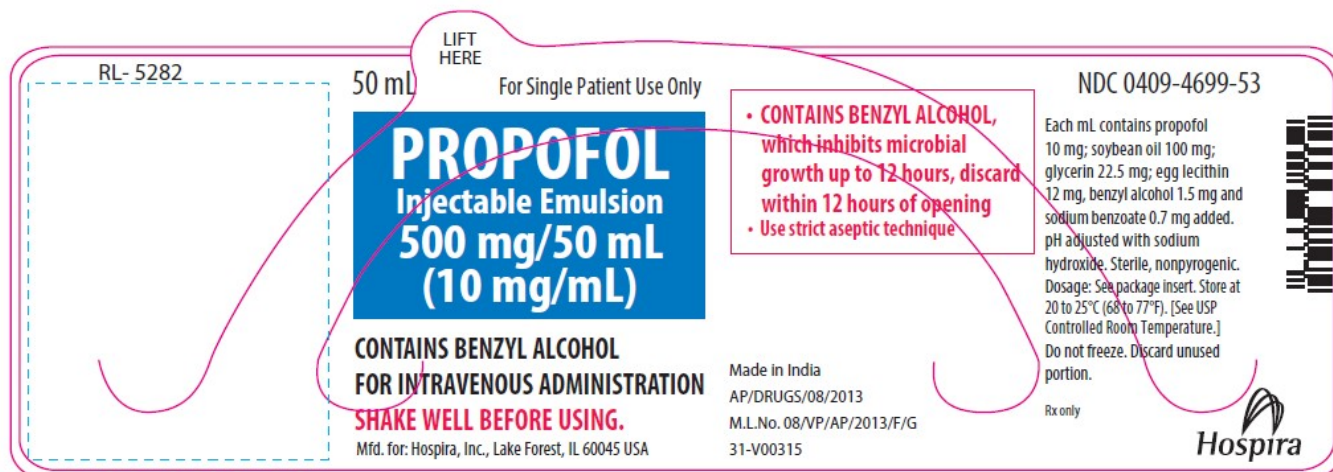 LIFT
HERE
RL- 5282
50 mL
For Single Patient Use Only
PROPOFOL
Injectable Emulsion
500 mg/50 mL
(10 mg/mL)
CONTAINS BENZYL ALCOHOL
FOR INTRAVENOUS ADMINISTRATION
SHAKE WELL BEFORE USING.
Mfd. for: Hospira, Inc., Lake Forest, IL 60045 USA
• CONTAINS BENZYL ALCOHOL,
which inhibits microbial
growth up to 12 hours, discard
within 12 hours of opening
• Use strict aseptic technique
Made in India
AP/DRUGS/08/2013
M.L.No. 08/VP/AP/2013/F/G
31-V00315
NDC 0409-4699-53
Each mL contains propofol
10 mg; soybean oil 100 mg;
glycerin 22.5 mg; egg lecithin
12 mg, benzyl alcohol 1.5 mg and
sodium benzoate 0.7 mg added.
pH adjusted with sodium
hydroxide. Sterile, nonpyrogenic.
Dosage: See package insert. Store at
20 to 25°C (68 to 77°F). [See USP
Controlled Room Temperature.]
Do not freeze. Discard unused
portion.
Rx only
Hospira